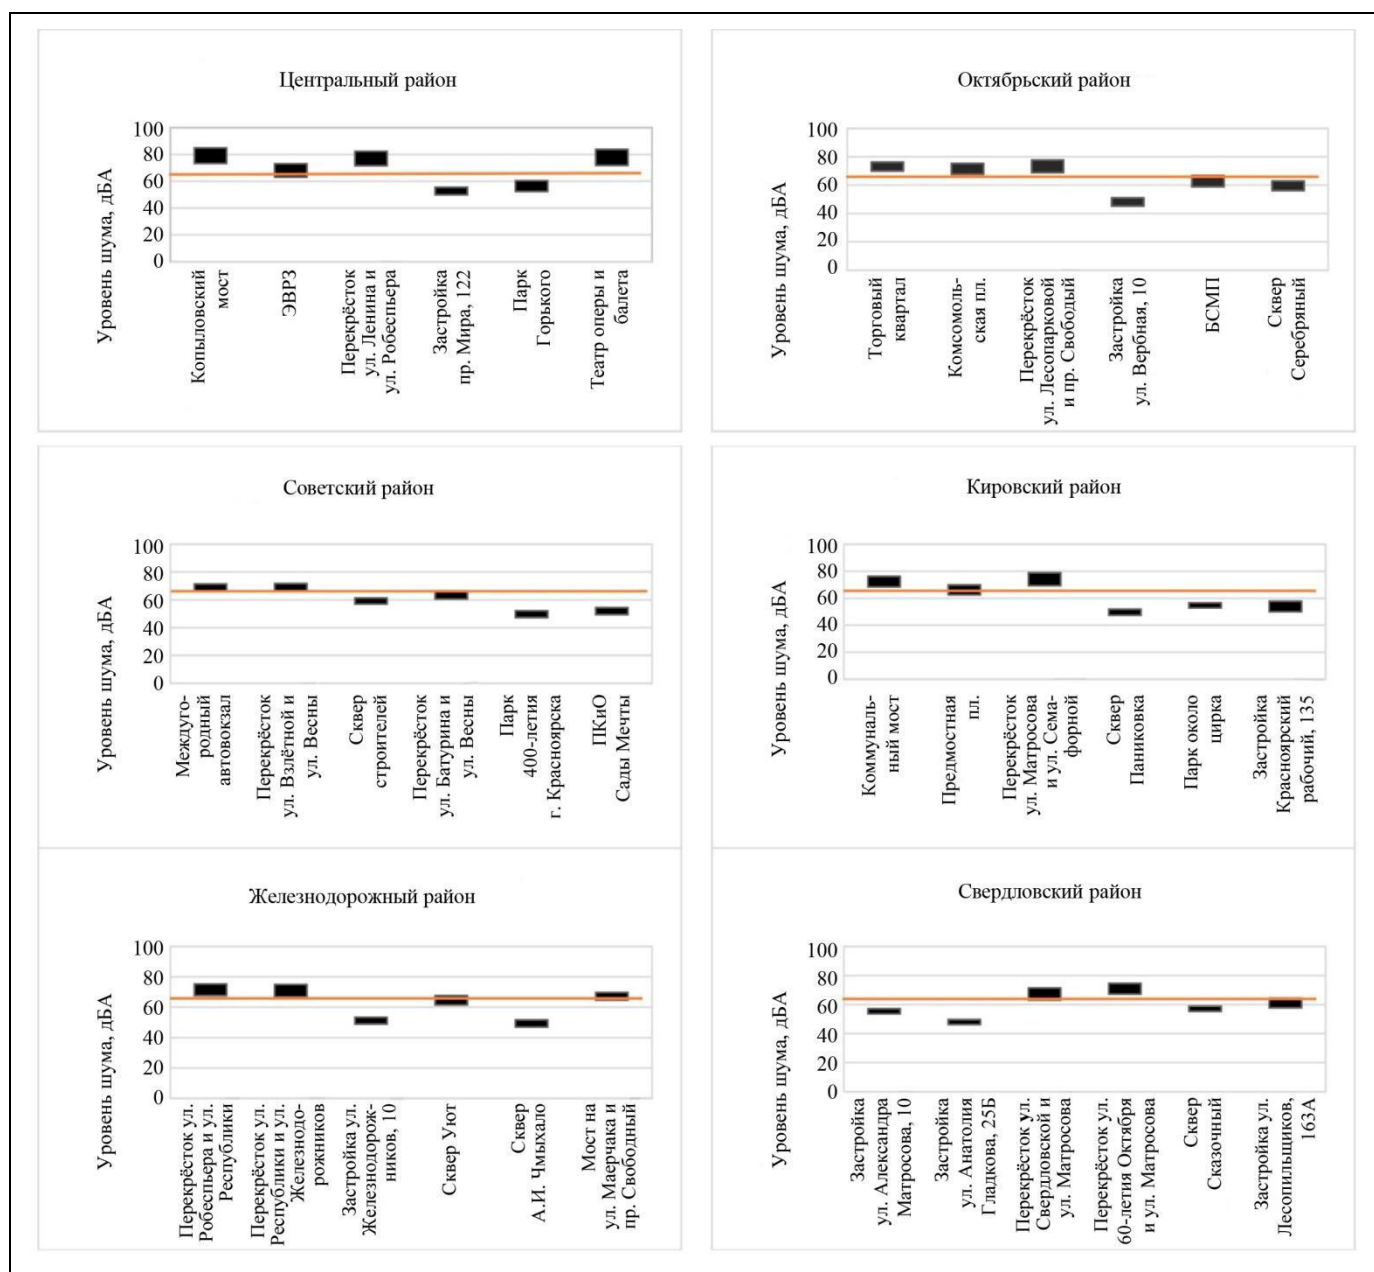 Центральный район
Уровень шума, дБА
100
80
60
40
20
0
Копыловский
мост
ЭВРЗ
Перекрёсток
ул. Ленина и
ул. Робеспьера
Застройка
пр. Мира, 122
Парк
Горького
Театр оперы и
балета
Октябрьский район
Уровень шума, дБА
100
80
60
40
20
0
Торговый
квартал
Комсомоль-
ская пл.
Перекрёсток
ул. Лесопарковой
и пр. Свободый
Застройка
ул. Вербная, 10
БСМП
Сквер
Серебряный
Советский район
Уровень шума, дБА
100
80
60
40
20
0
Междуго-
родный
автовокзал
Перекрёсток
ул. Взлётной и
ул. Весны
Сквер
строителей
Перекрёсток
ул. Батурина и
ул. Весны
Парк
400-летия
г. Красноярска
ПКиО
Сады Мечты
Кировский район
Уровень шума, дБА
100
80
60
40
20
0
Коммуналь-
ный мост
Предмостная
пл.
Перекрёсток
ул. Матросова
и ул. Сема-
форной
Сквер
Паниковка
Парк около
цирка
Застройка
Красноярский
рабочий, 135
Железнодорожный район
Уровень шума, дБА
100
80
60
40
20
0
Перекрёсток ул.
Робеспьера и ул.
Республики
Перекрёсток ул.
Республики и ул.
Железнодо-
рожников
Застройка ул.
Железнодорож-
ников, 10
Сквер Уют
Сквер
А.И. Чмыхало
Мост на
ул. Маерчака и
пр. Свободный
Свердловский район
Уровень шума, дБА
100
80
60
40
20
0
Застройка
ул. Александра
Матросова, 10
Застройка
ул. Анатолия
Гладкова, 25Б
Перекрёсток ул.
Свердловской и
ул. Матросова
Перекрёсток ул.
60-летия Октября
и ул. Матросова
Сквер
Сказочный
Застройка ул.
Лесопильщиков,
163А